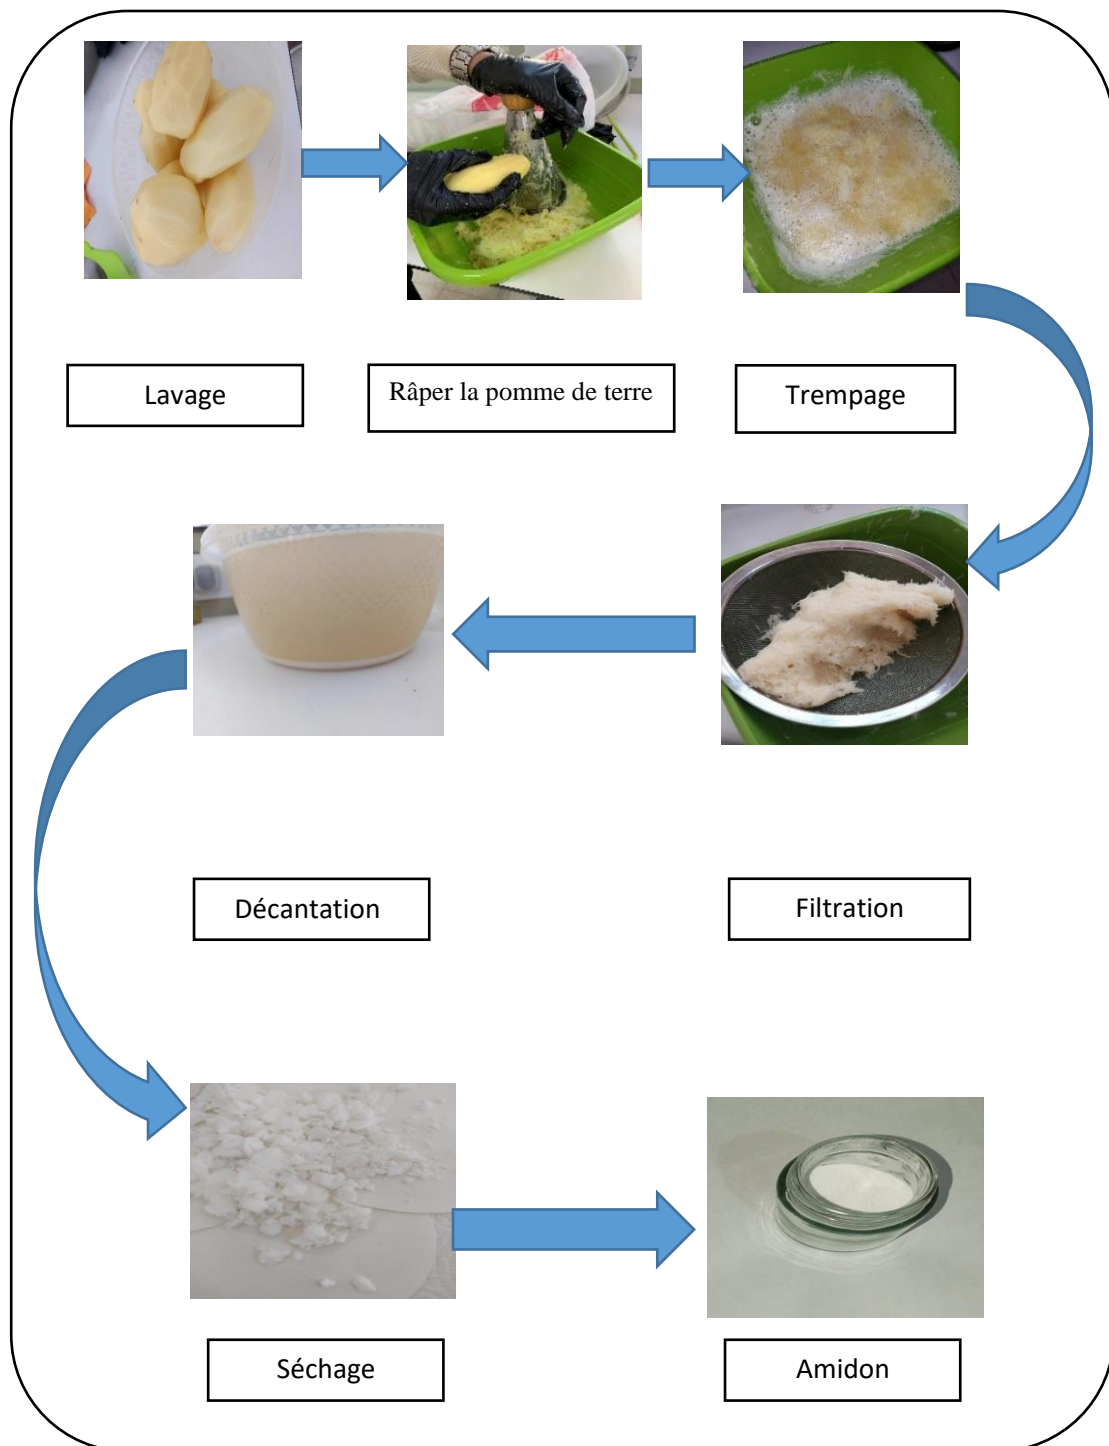 Lavage
Râper la pomme de terre
Trempage
Décantation
Filtration
Séchage
Amidon